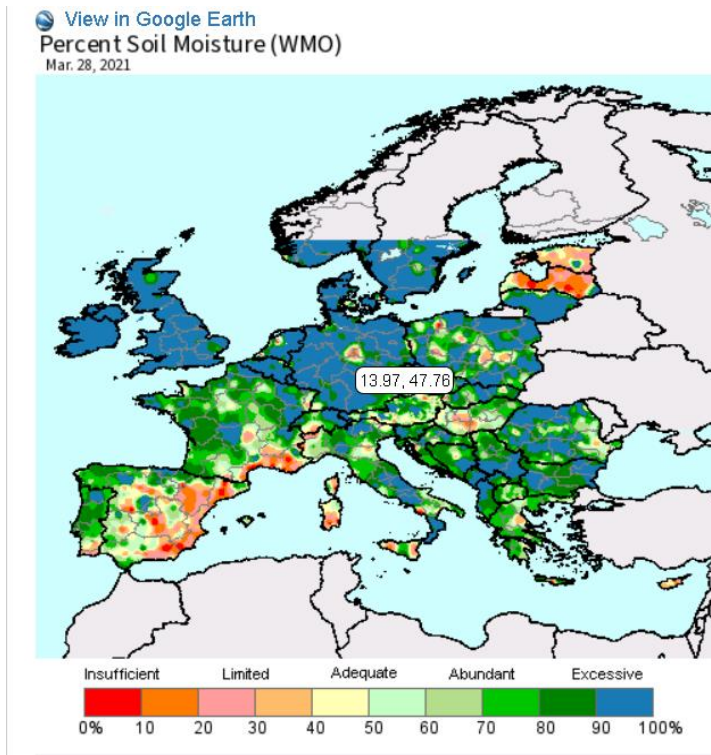 View in Google Earth
Percent Soil Moisture (WMO)
Mar. 28, 2021
13.97, 47.76
Insufficient Limited Adequate Abundant Excessive
0% 10 20 30 40 50 60 70 80 90 100%